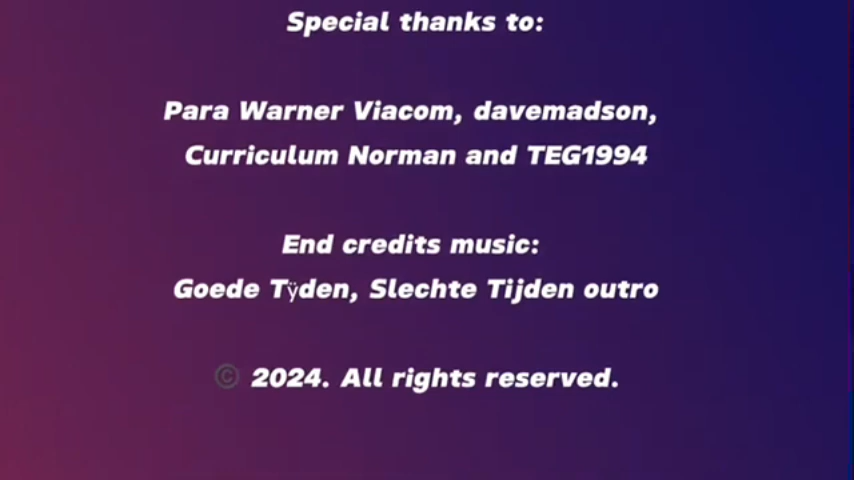 Special thanks to:
Para Warner Viacom, davemadson,
Curriculum Norman and TEG1994
End credits music:
Goede Tÿden, Slechte Tijden outro
© 2024. All rights reserved.